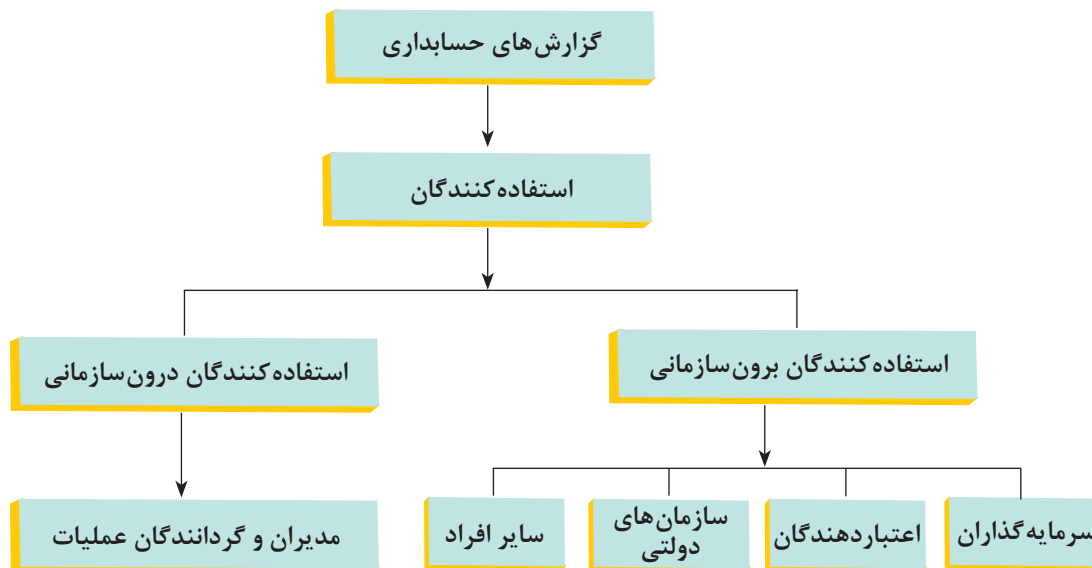 گزارش‌های حسابداری
استفاده‌کنندگان
استفاده‌کنندگان برون‌سازمانی
استفاده‌کنندگان درون‌سازمانی
سرمایه‌گذاران
اعتباردهندگان
سازمان‌های
دولتی
سایر افراد
مدیران و گردانندگان عملیات